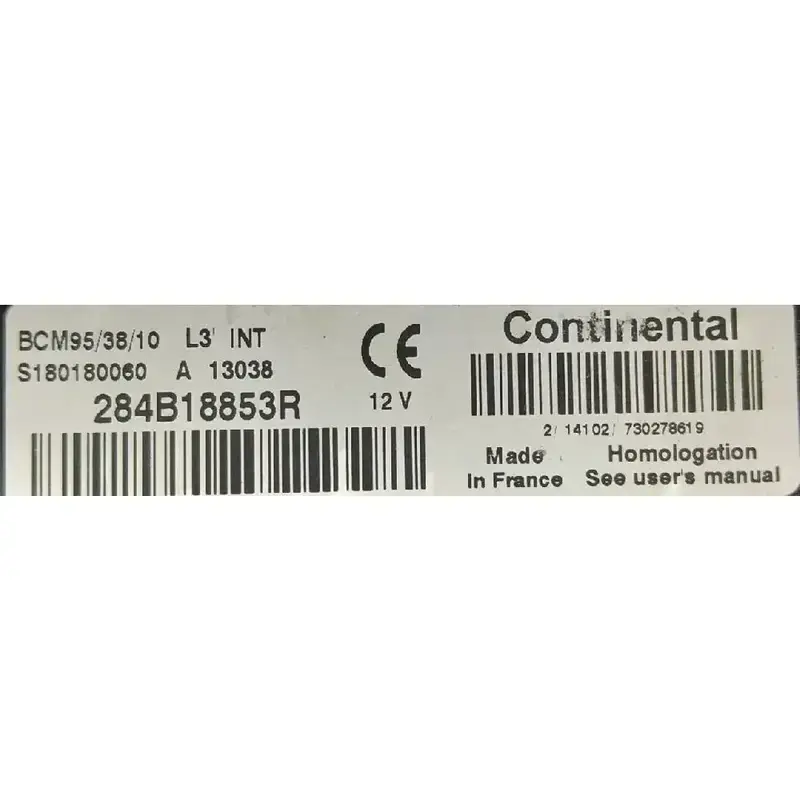 BCM95/38/10 L3' INT
S180180060 A 13038
284B18853R
CE
12 V
Continental
2/ 14102/ 730278619
Made
In France
Homologation
See user's manual